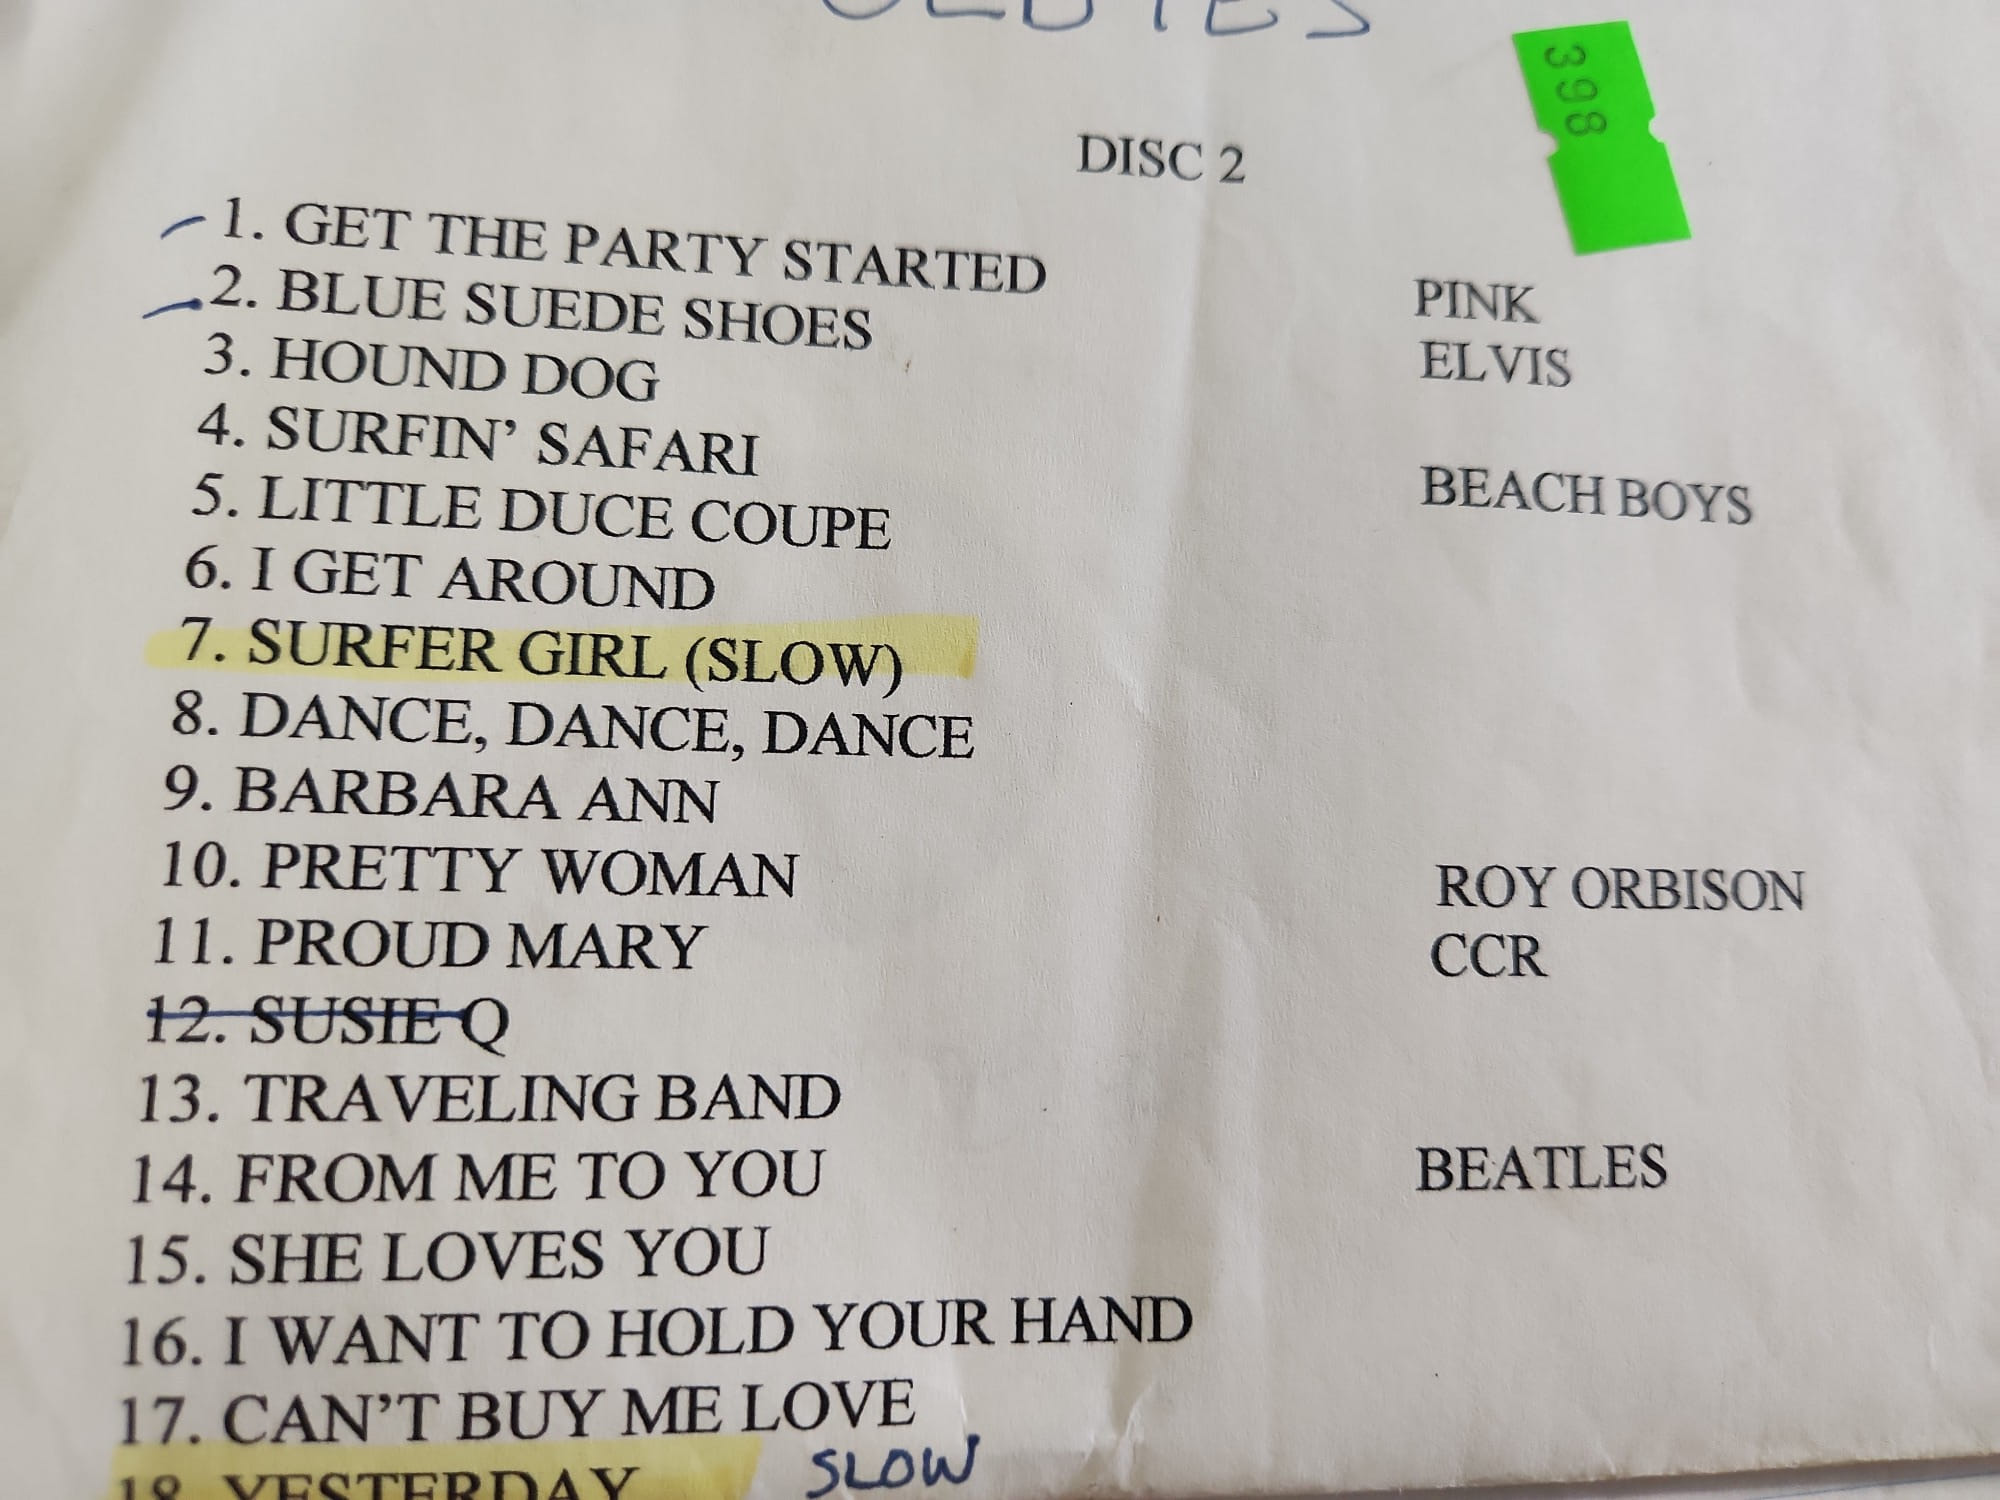 OLDIES
398
DISC 2
1. GET THE PARTY STARTED PINK
2. BLUE SUEDE SHOES ELVIS
3. HOUND DOG
4. SURFIN' SAFARI BEACH BOYS
5. LITTLE DUCE COUPE
6. I GET AROUND
7. SURFER GIRL (SLOW)
8. DANCE, DANCE, DANCE
9. BARBARA ANN
10. PRETTY WOMAN ROY ORBISON
11. PROUD MARY CCR
12. SUSIE Q
13. TRAVELING BAND
14. FROM ME TO YOU BEATLES
15. SHE LOVES YOU
16. I WANT TO HOLD YOUR HAND
17. CAN'T BUY ME LOVE
18. YESTERDAY SLOW